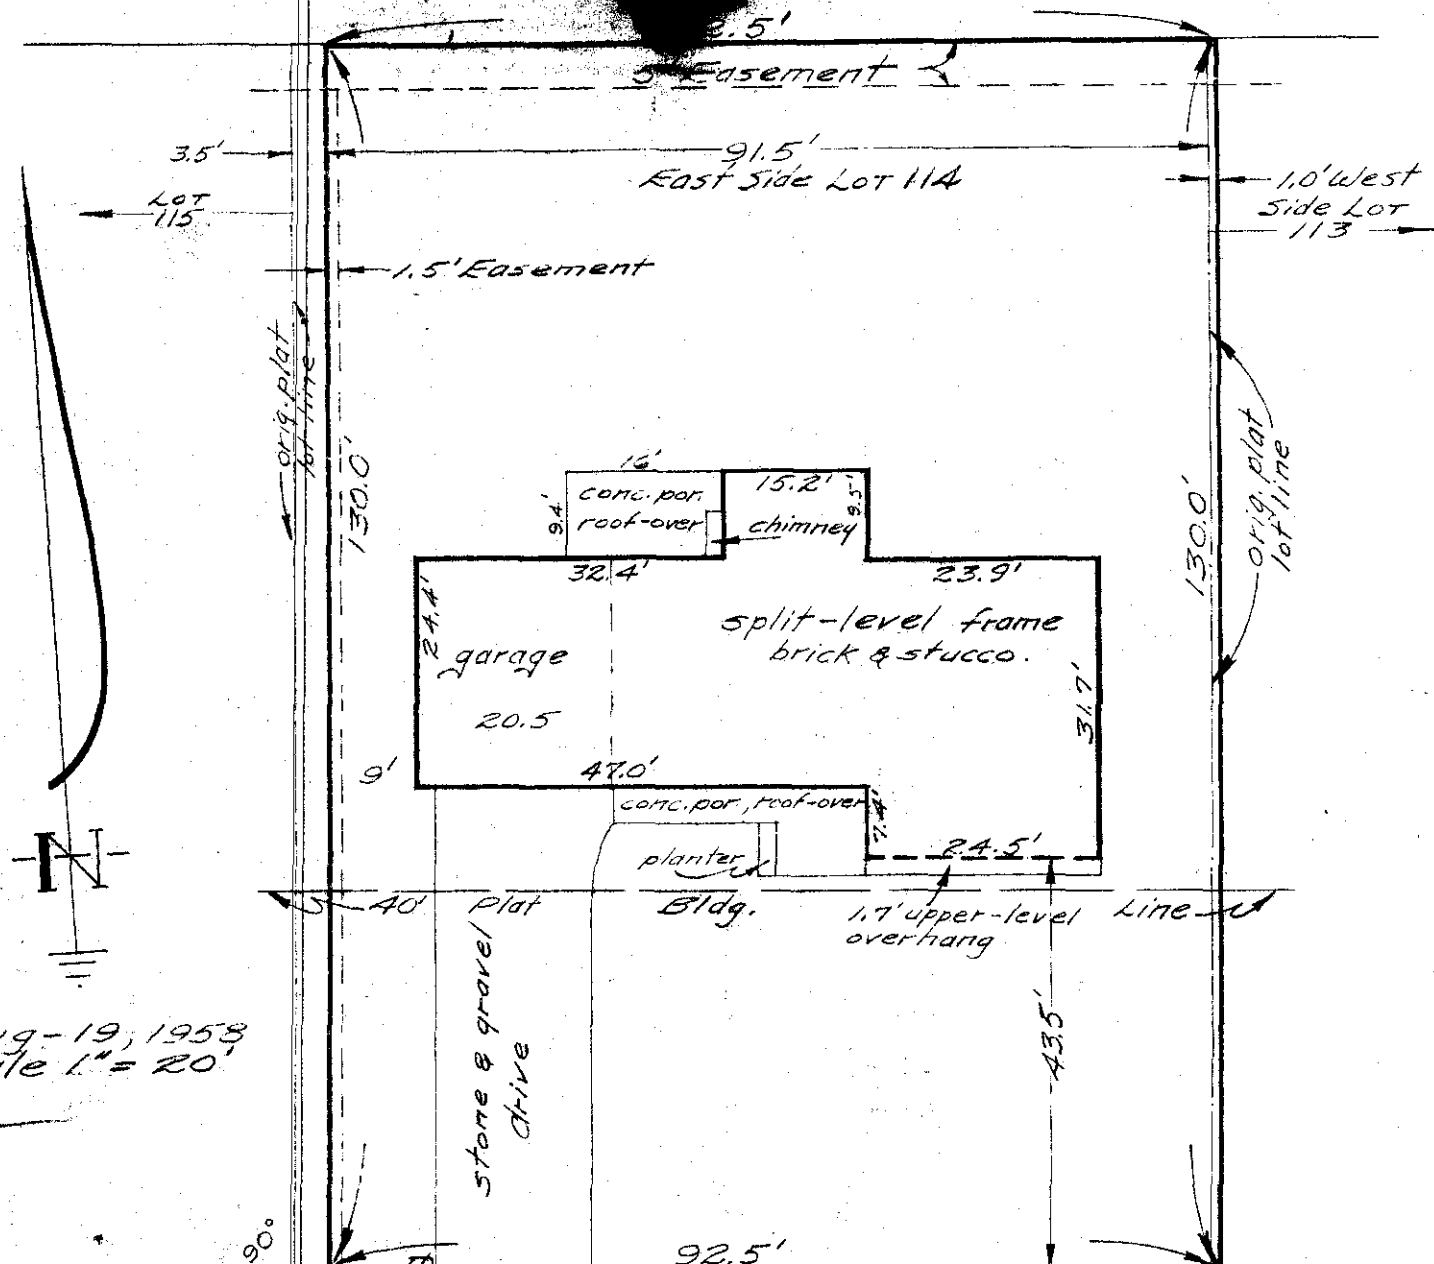 2.5'
5' Easement
3.5'
91.5'
East Side Lot 114
1.0' West
Side Lot
113
Lot
115
1.5' Easement
orig. plat
lot line
130.0'
16'
conc. por.
roof-over
9.4'
15.2'
9.5'
chimney
32.4'
23.9'
24.4'
garage
20.5
split-level frame
brick & stucco.
31.7'
130.0'
orig. plat
lot line
9'
47.0'
conc. por., roof-over
7.4'
24.5'
planter
N
40' Plat Bldg. Line
1.7' upper-level
overhang
stone & gravel
drive
43.5'
ug-19, 1958
le 1" = 20'
90°
92.5'